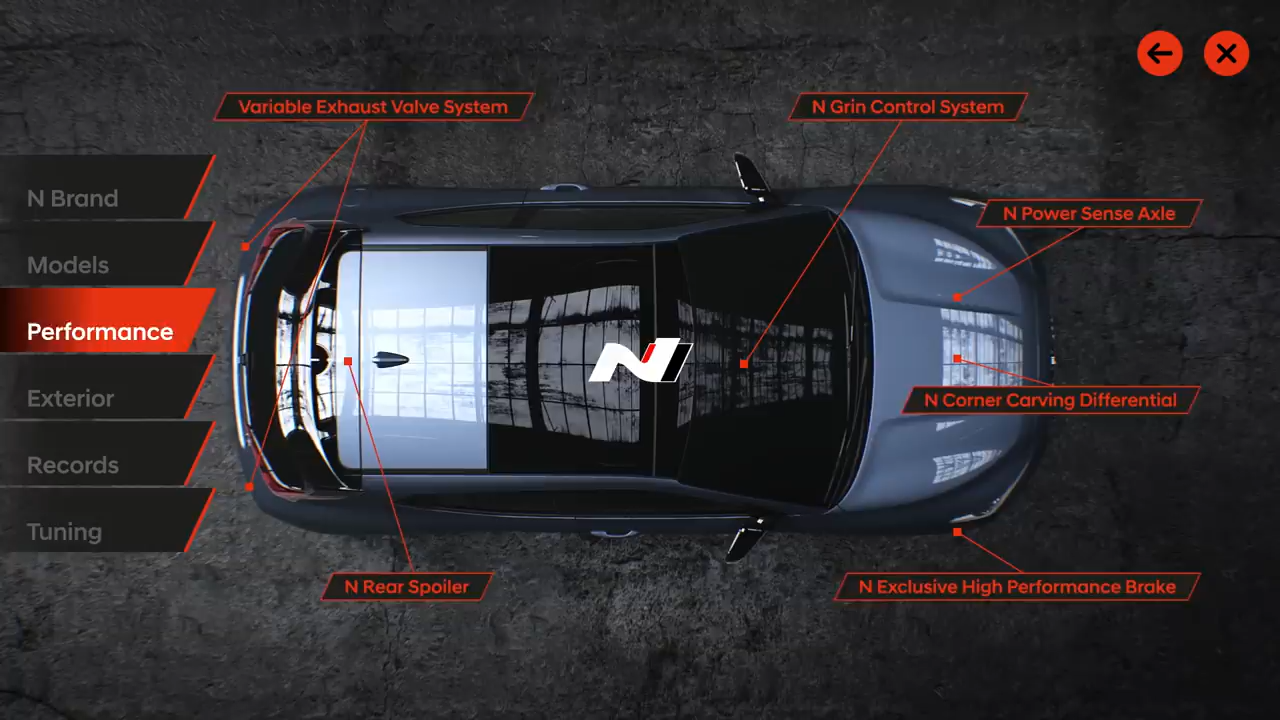 Variable Exhaust Valve System
N Grin Control System
N Brand
N Power Sense Axle
Models
Performance
N
Exterior
N Corner Carving Differential
Records
Tuning
N Rear Spoiler
N Exclusive High Performance Brake